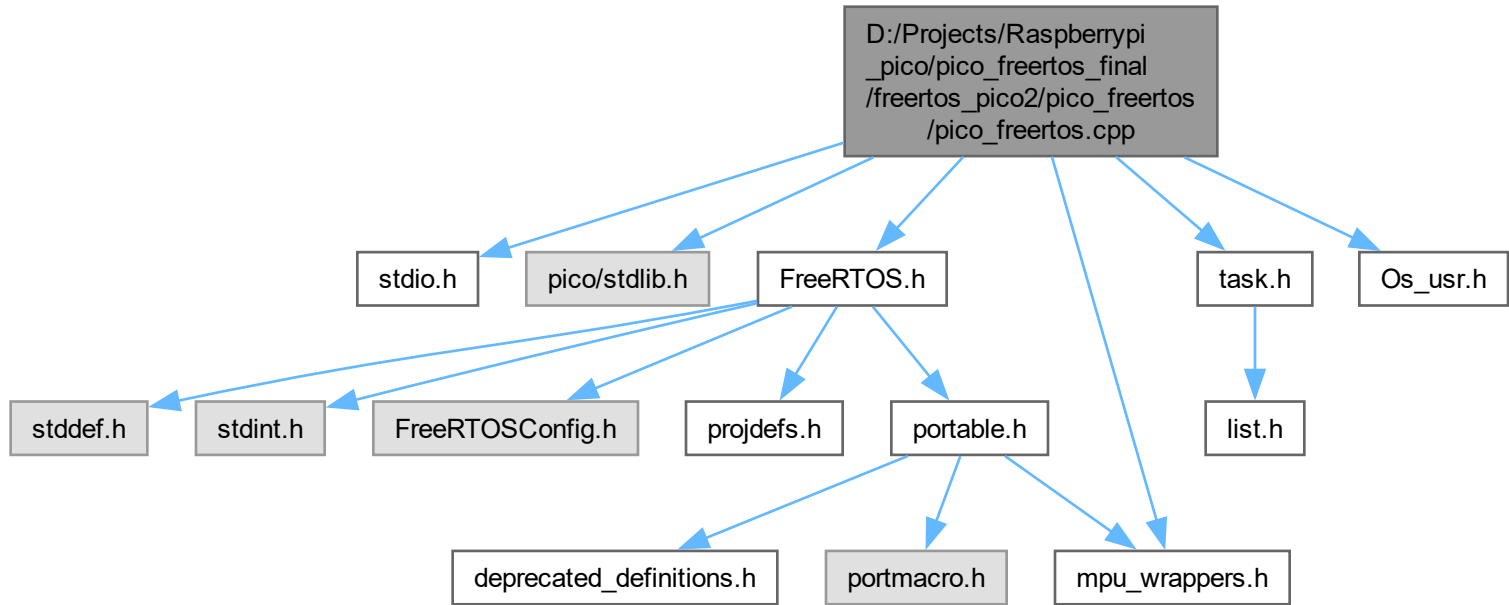 D:/Projects/Raspberrypi
_pico/pico_freertos_final
/freertos_pico2/pico_freertos
/pico_freertos.cpp
stdio.h
pico/stdlib.h
FreeRTOS.h
task.h
Os_usr.h
stddef.h
stdint.h
FreeRTOSConfig.h
projdefs.h
portable.h
list.h
deprecated_definitions.h
portmacro.h
mpu_wrappers.h